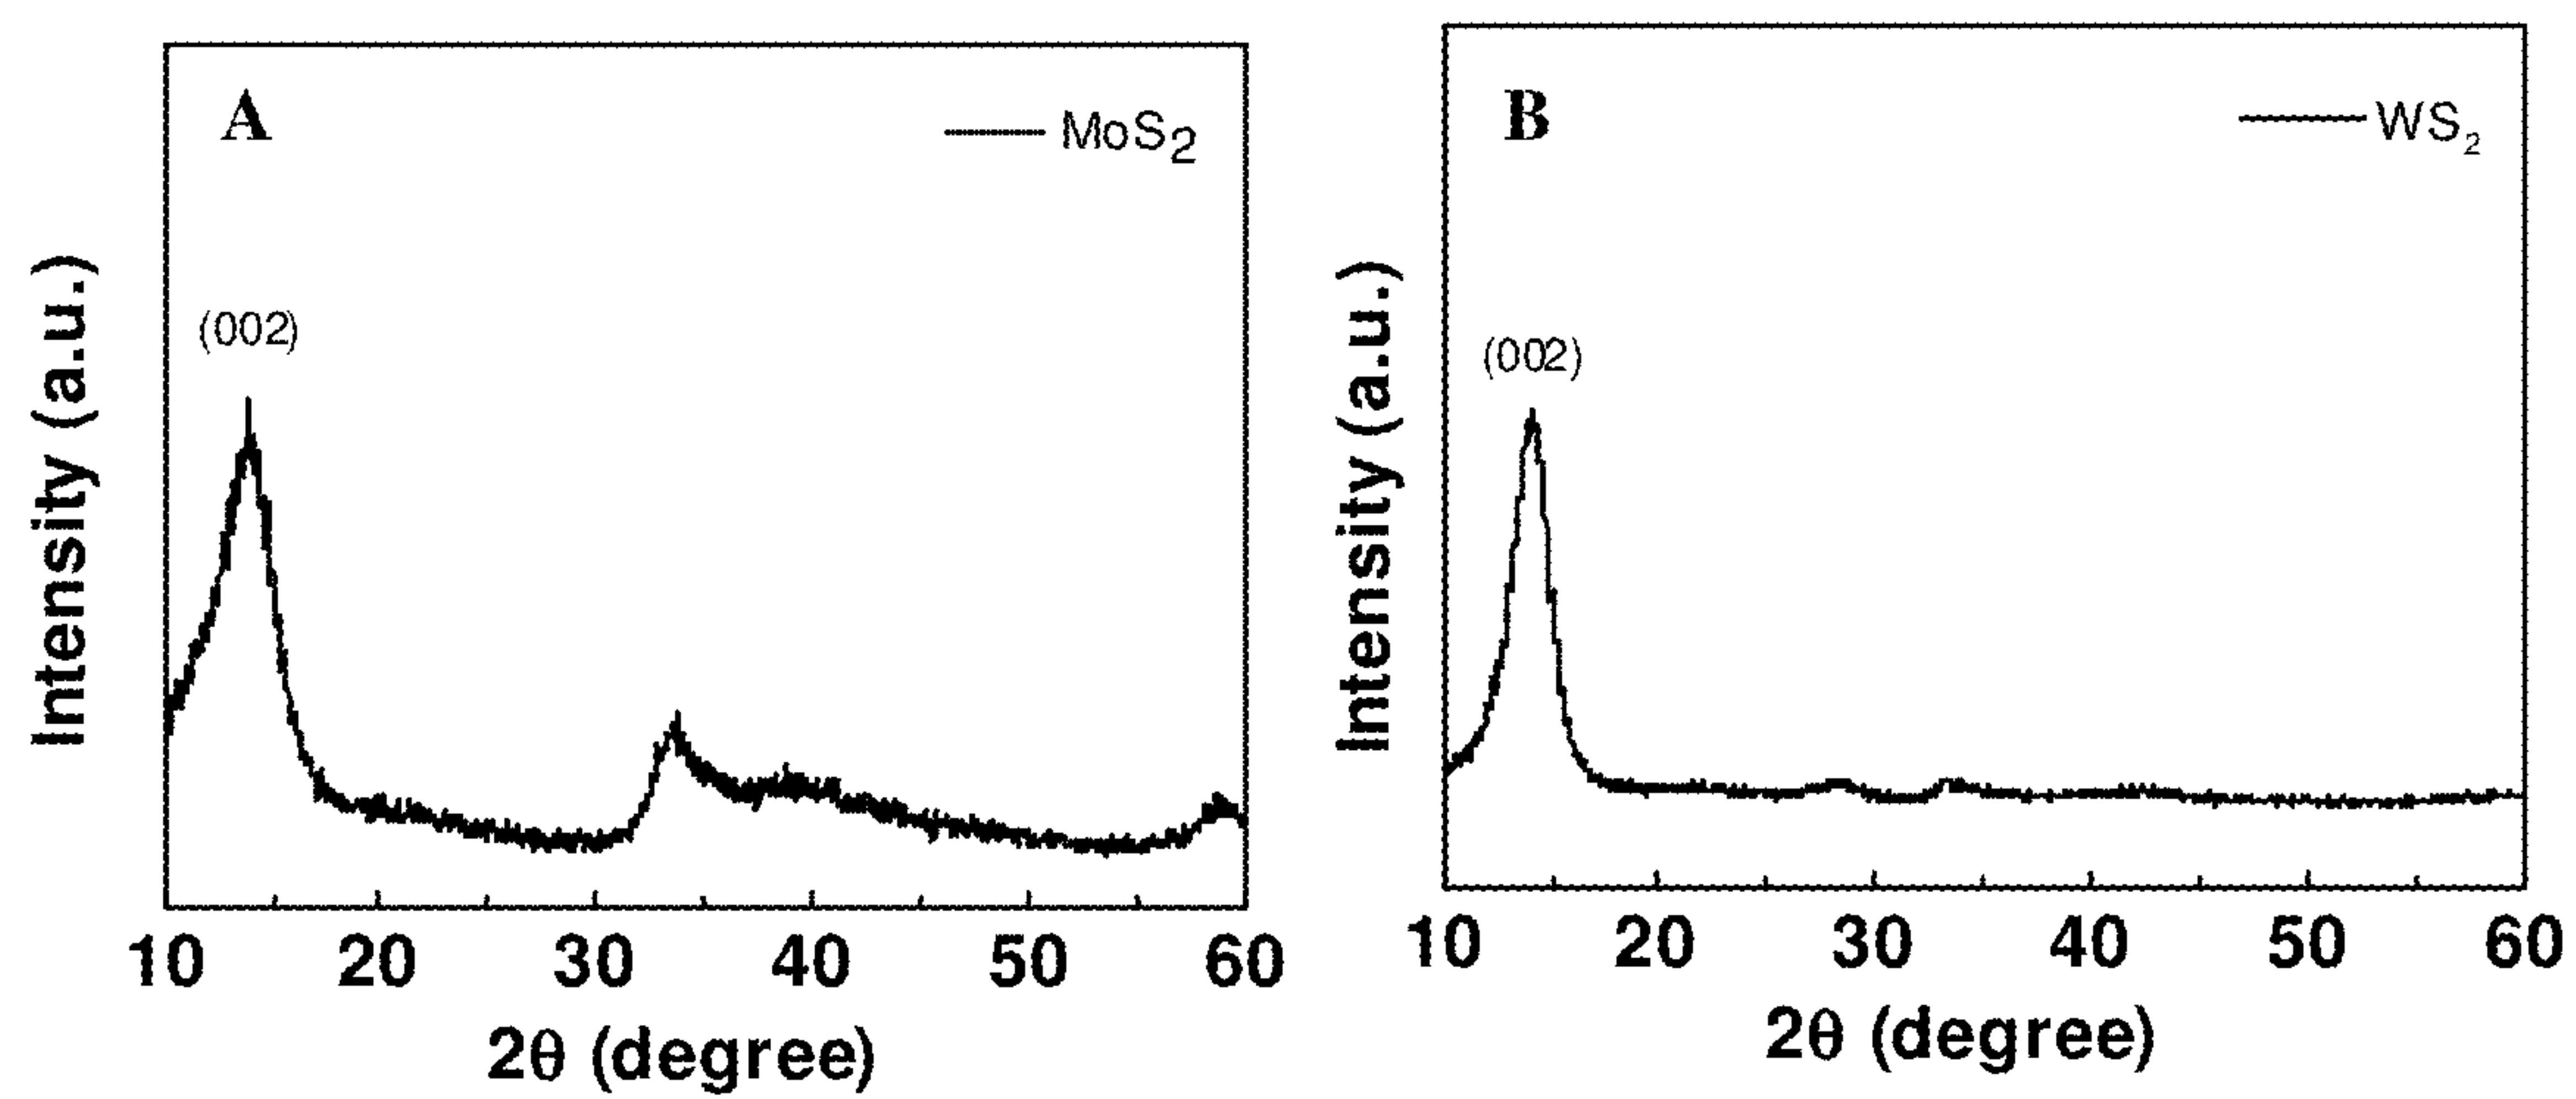 A
MoS2
(002)
Intensity (a.u.)
10 20 30 40 50 60
2θ (degree)
B
WS2
(002)
Intensity (a.u.)
10 20 30 40 50 60
2θ (degree)